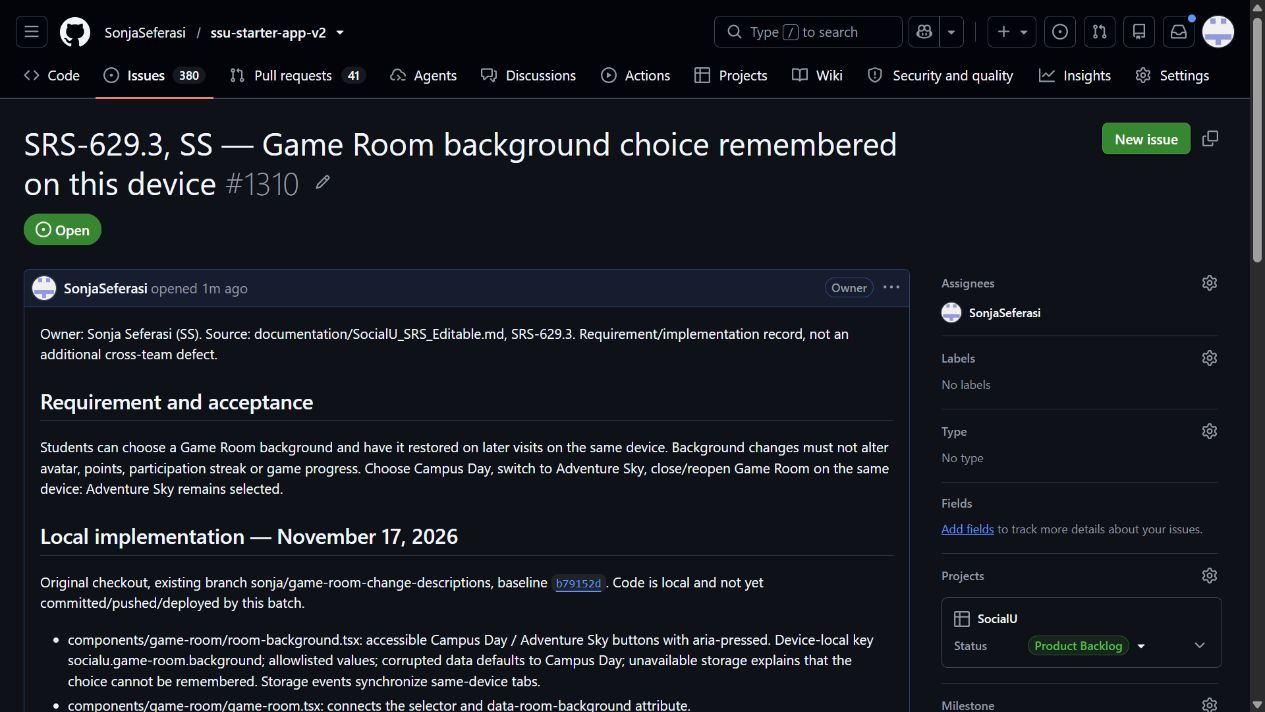 SonjaSeferasi / ssu-starter-app-v2
Type / to search
Code
Issues 380
Pull requests 41
Agents
Discussions
Actions
Projects
Wiki
Security and quality
Insights
Settings
SRS-629.3, SS — Game Room background choice remembered
on this device #1310
New issue
Open
SonjaSeferasi opened 1m ago
Owner
Owner: Sonja Seferasi (SS). Source: documentation/SocialU_SRS_Editable.md, SRS-629.3. Requirement/implementation record, not an
additional cross-team defect.
Requirement and acceptance
Students can choose a Game Room background and have it restored on later visits on the same device. Background changes must not alter
avatar, points, participation streak or game progress. Choose Campus Day, switch to Adventure Sky, close/reopen Game Room on the same
device: Adventure Sky remains selected.
Local implementation — November 17, 2026
Original checkout, existing branch sonja/game-room-change-descriptions, baseline b79152d. Code is local and not yet
committed/pushed/deployed by this batch.
• components/game-room/room-background.tsx: accessible Campus Day / Adventure Sky buttons with aria-pressed. Device-local key
socialu.game-room.background; allowlisted values; corrupted data defaults to Campus Day; unavailable storage explains that the
choice cannot be remembered. Storage events synchronize same-device tabs.
• components/game-room/game-room.tsx: connects the selector and data-room-background attribute.
Assignees
SonjaSeferasi
Labels
No labels
Type
No type
Fields
Add fields to track more details about your issues.
Projects
SocialU
Status Product Backlog
Milestone